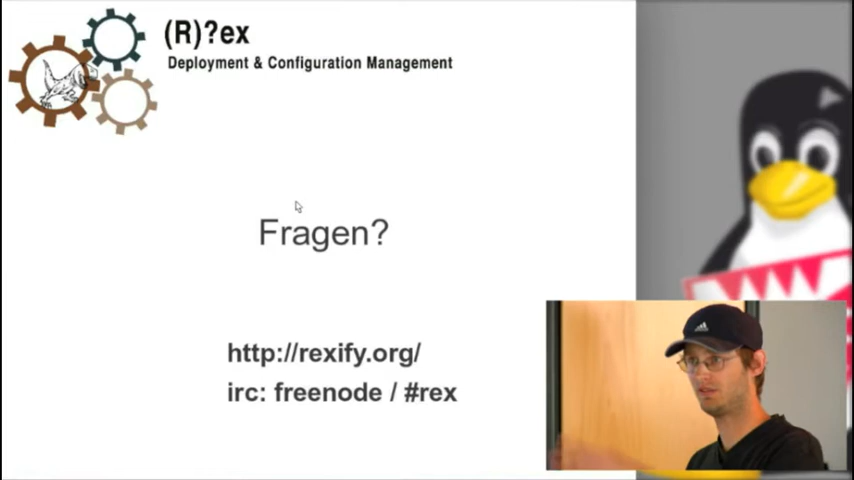 (R)?ex
Deployment & Configuration Management
Fragen?
http://rexify.org/
irc: freenode / #rex